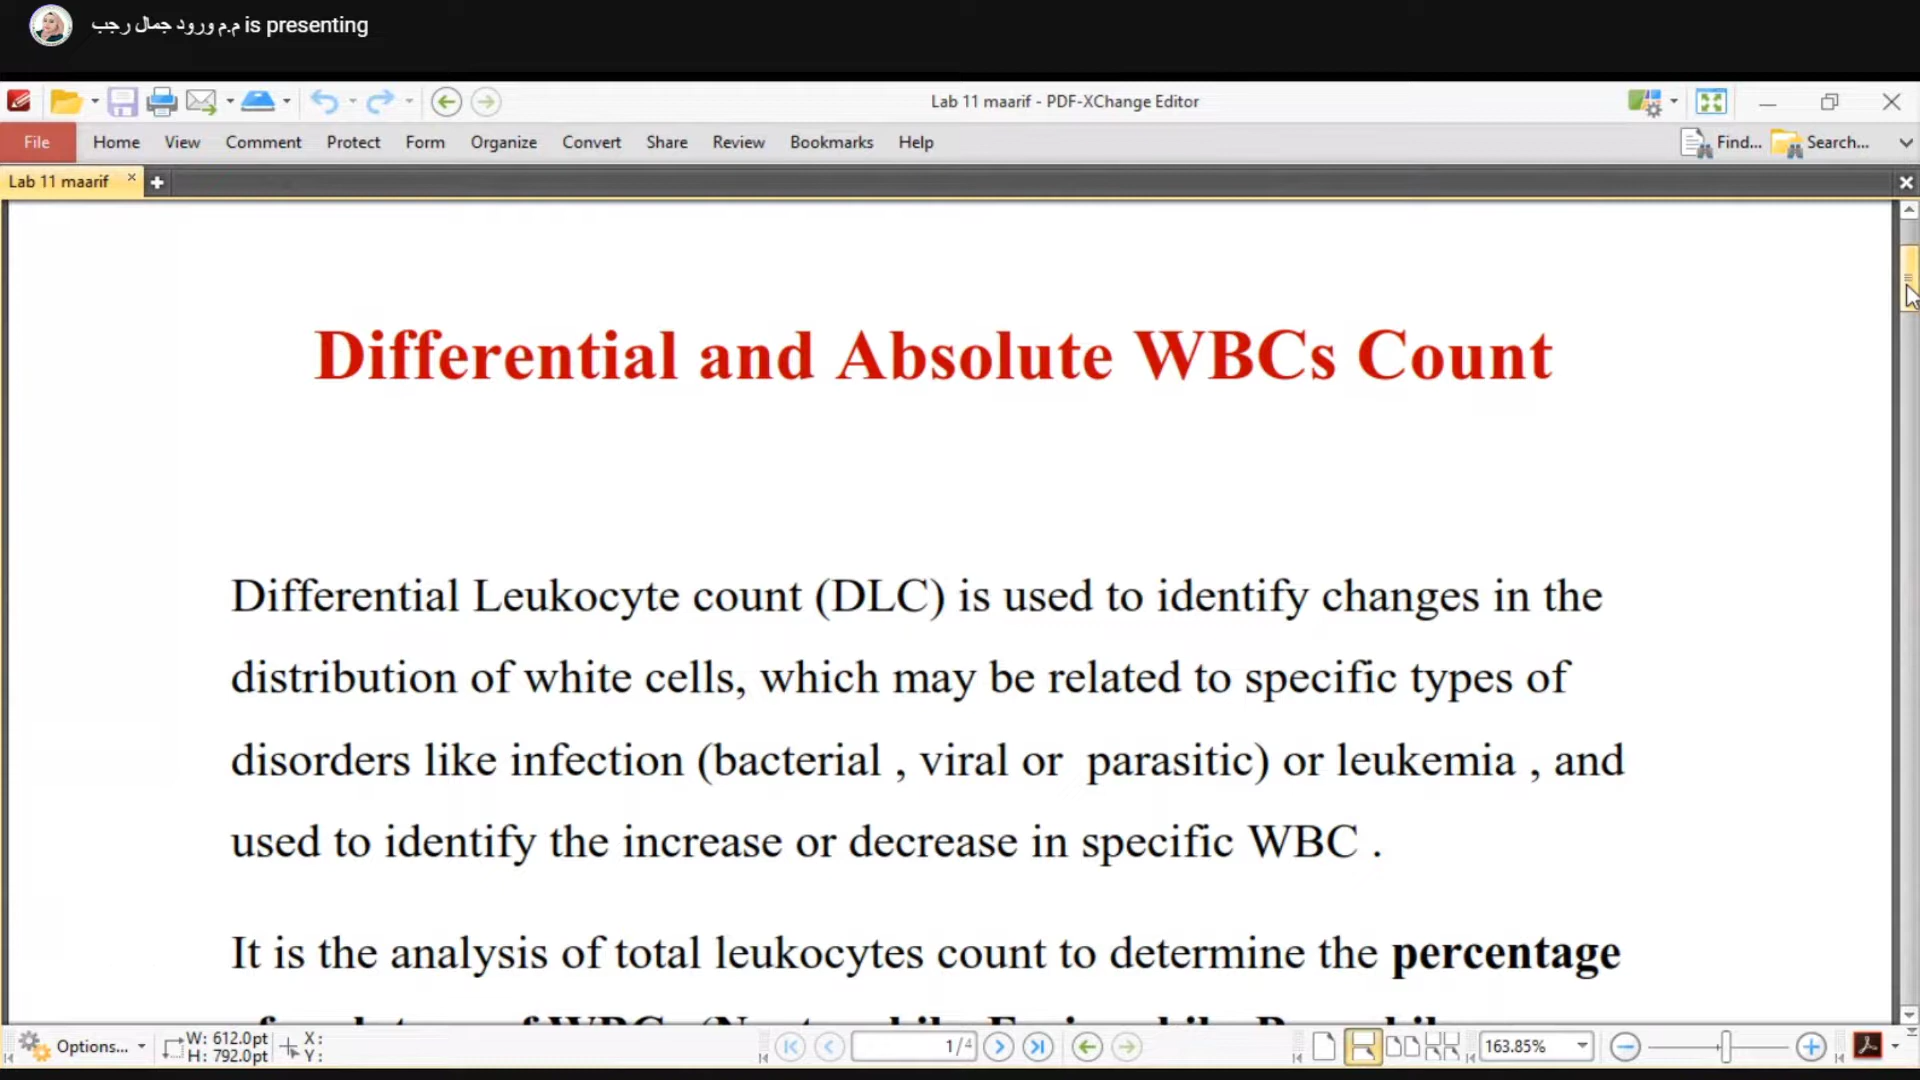 م.م ورود جمال رجب is presenting
Lab 11 maarif - PDF-XChange Editor
File Home View Comment Protect Form Organize Convert Share Review Bookmarks Help Find... Search...
Lab 11 maarif
Differential and Absolute WBCs Count
Differential Leukocyte count (DLC) is used to identify changes in the
distribution of white cells, which may be related to specific types of
disorders like infection (bacterial , viral or parasitic) or leukemia , and
used to identify the increase or decrease in specific WBC .
It is the analysis of total leukocytes count to determine the percentage
Options... W: 612.0pt X: 1/4 163.85%
H: 792.0pt Y: